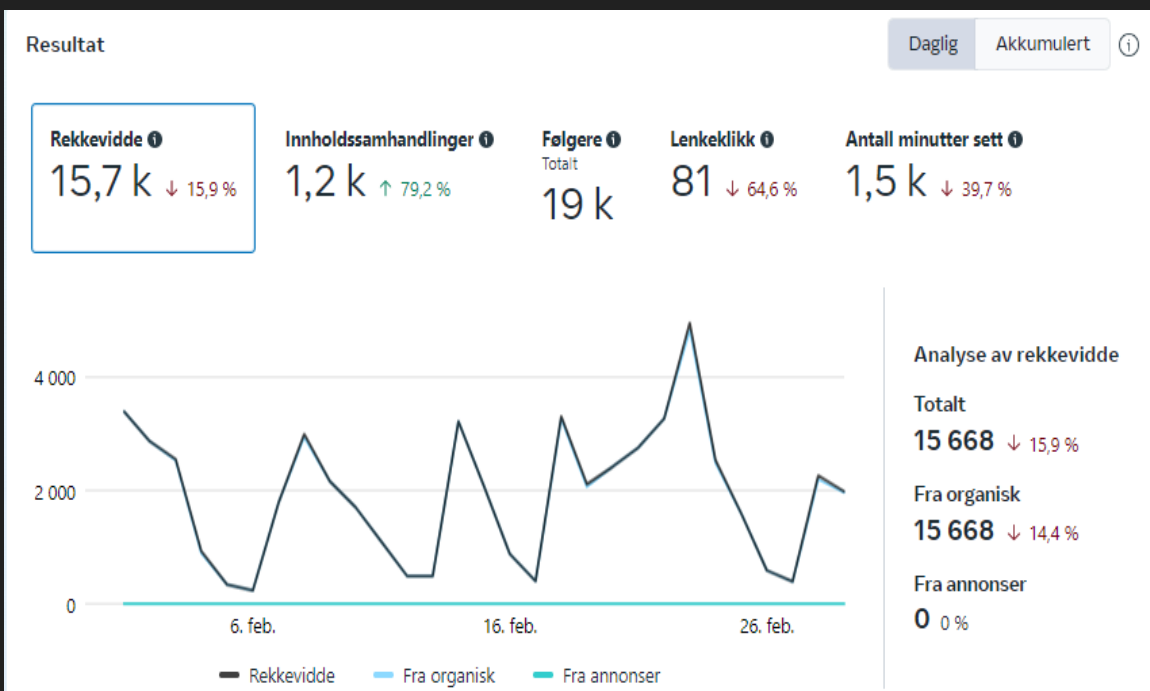 Resultat
Daglig
Akkumulert
Rekkevidde
15,7 k ↓ 15,9 %
Innholdssamhandlinger
1,2 k ↑ 79,2 %
Følgere
Totalt
19 k
Lenkeklikk
81 ↓ 64,6 %
Antall minutter sett
1,5 k ↓ 39,7 %
4 000
2 000
0
6. feb.
16. feb.
26. feb.
Rekkevidde
Fra organisk
Fra annonser
Analyse av rekkevidde
Totalt
15 668 ↓ 15,9 %
Fra organisk
15 668 ↓ 14,4 %
Fra annonser
0 0 %